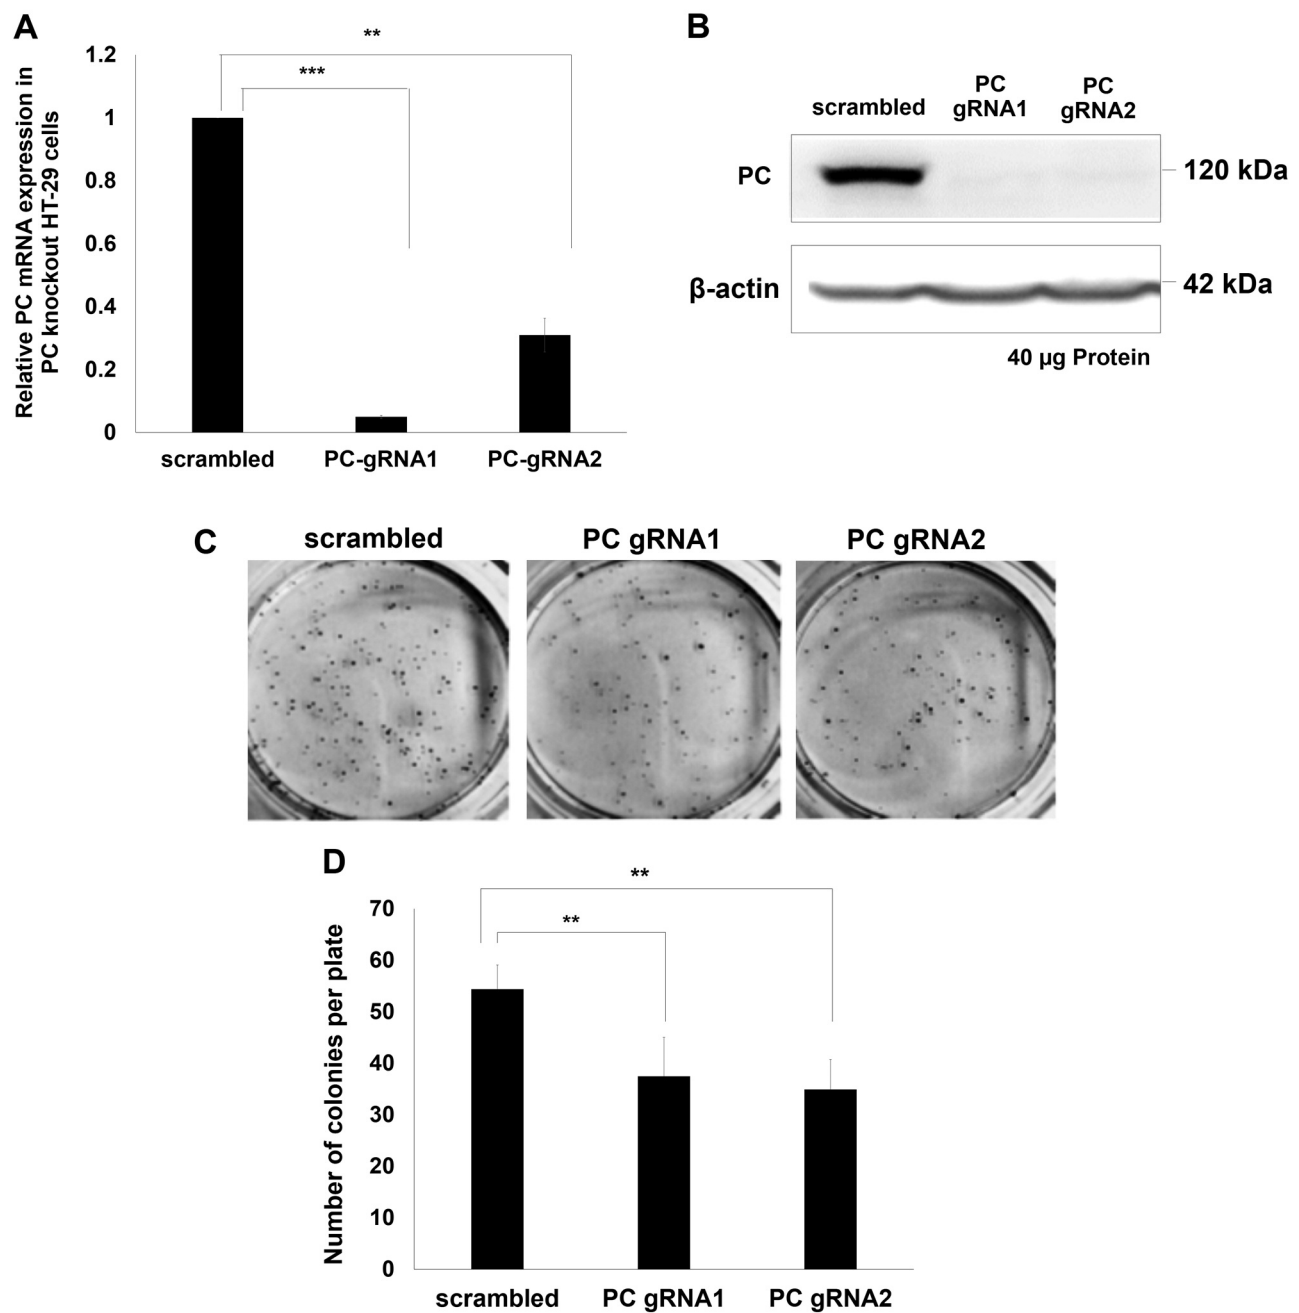 A
Relative PC mRNA expression in
PC knockout HT-29 cells
1.2
1
0.8
0.6
0.4
0.2
0
**
***
scrambled PC-gRNA1 PC-gRNA2
B
scrambled PC gRNA1 PC gRNA2
PC
120 kDa
β-actin
42 kDa
40 µg Protein
C
scrambled PC gRNA1 PC gRNA2
D
Number of colonies per plate
70
60
50
40
30
20
10
0
**
**
scrambled PC gRNA1 PC gRNA2